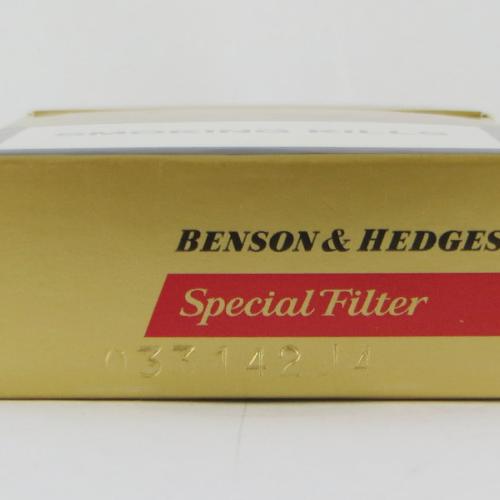 SMOKING KILLS
BENSON & HEDGES
Special Filter
033142J4